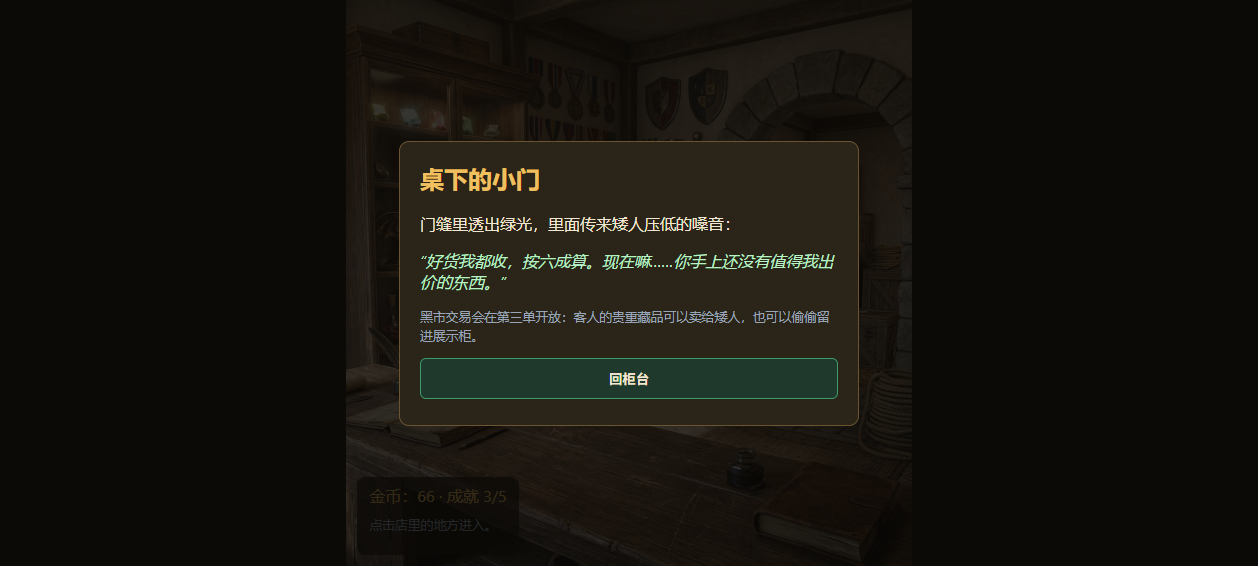 桌下的小门
门缝里透出绿光，里面传来矮人压低的嗓音：
“好货我都收，按六成算。现在嘛……你手上还没有值得我出
价的东西。”
黑市交易会在第三单开放：客人的贵重藏品可以卖给矮人，也可以偷偷留
进展示柜。
回柜台
金币：66 · 成就 3/5
点击店里的地方进入。